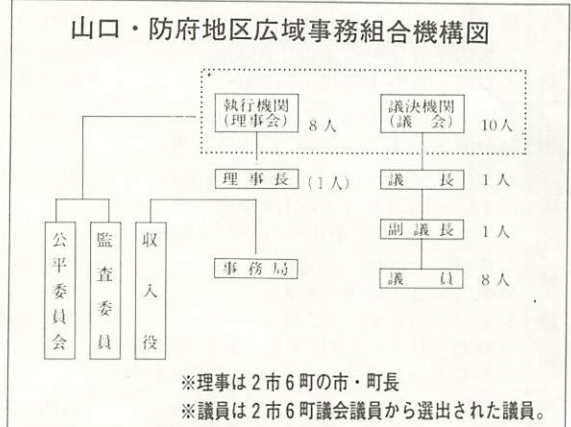 山口・防府地区広域事務組合機構図
執行機関
(理事会)
8人
議決機関
(議 会)
10人
理事長
(1人)
議長
1人
副議長
1人
事務局
議員
8人
公平委員会
監査委員
収入役
※理事は2市6町の市・町長
※議員は2市6町議会議員から選出された議員。